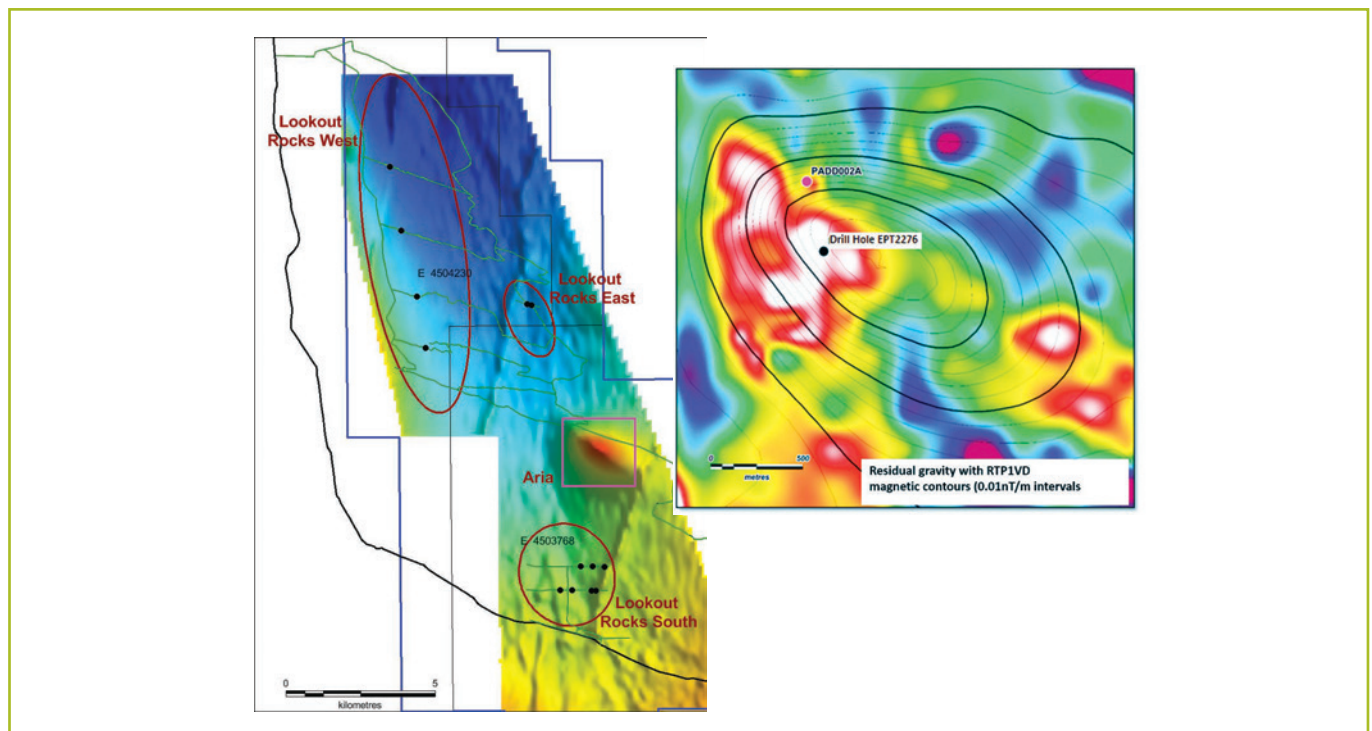 Lookout
Rocks West
E 4504230
Lookout
Rocks East
Aria
E 4503768
Lookout
Rocks South
0 5
kilometres
PADD002A
Drill Hole EPT2276
0 500
metres
Residual gravity with RTP1VD
magnetic contours (0.01nT/m intervals